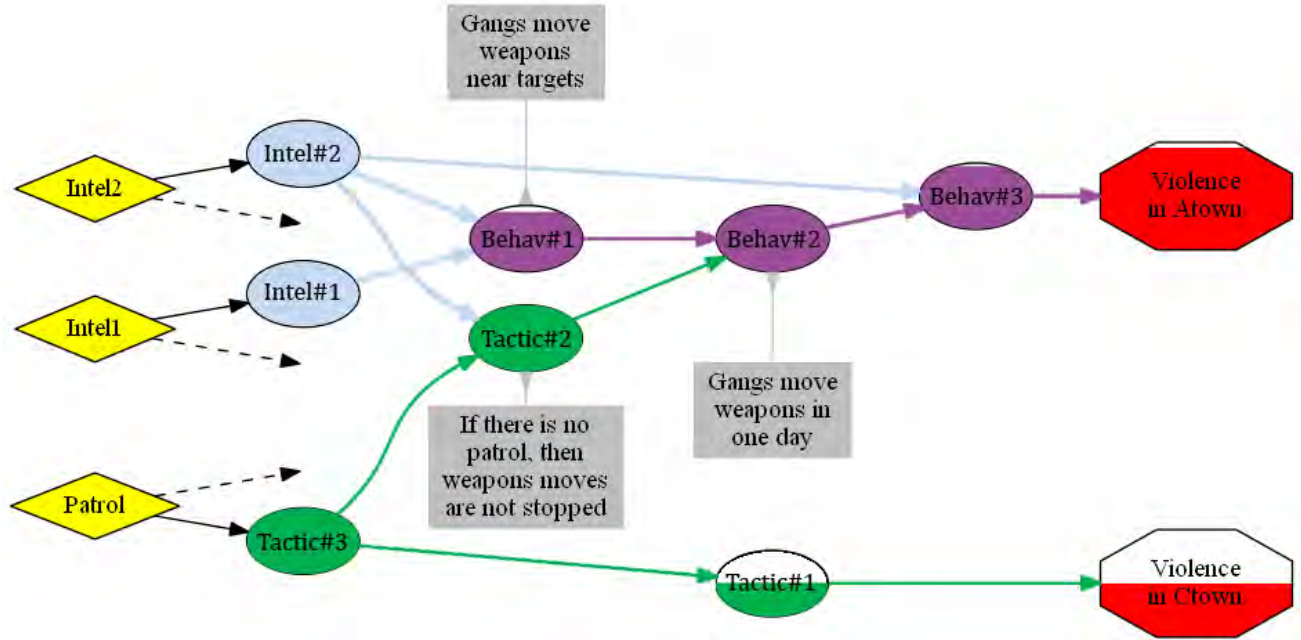 Gangs move
weapons
near targets
Intel#2
Intel2
Behav#3
Violence
in Atown
Behav#1
Behav#2
Intel#1
Intel1
Tactic#2
Gangs move
weapons in
one day
If there is no
patrol, then
weapons moves
are not stopped
Patrol
Tactic#3
Tactic#1
Violence
in Ctown